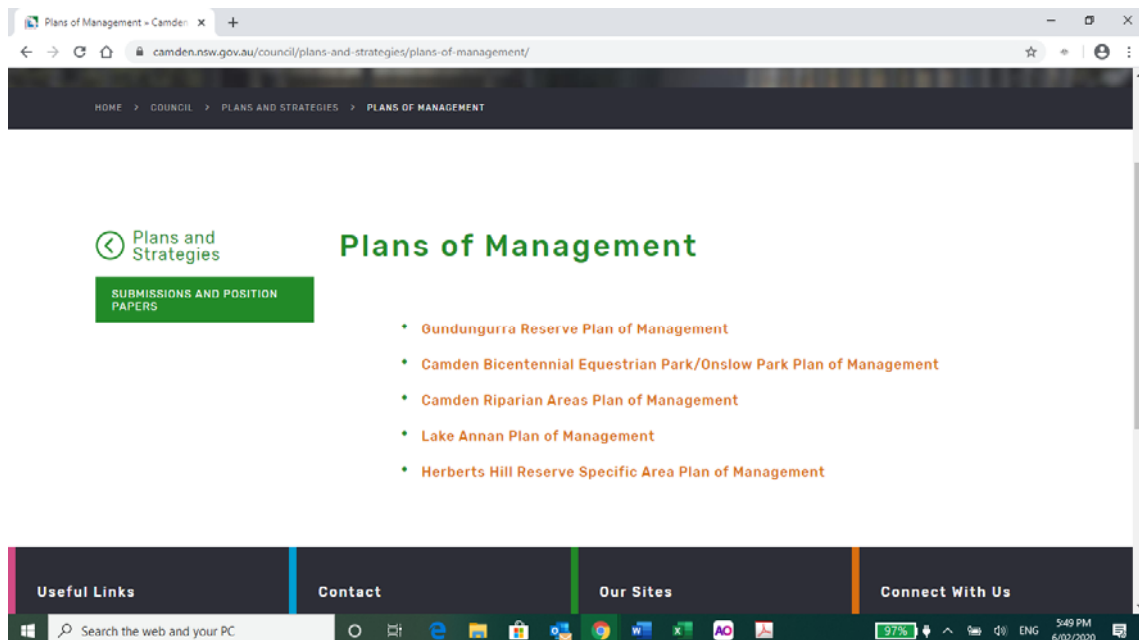 Plans of Management » Camden
camden.nsw.gov.au/council/plans-and-strategies/plans-of-management/
HOME > COUNCIL > PLANS AND STRATEGIES > PLANS OF MANAGEMENT
Plans and
Strategies
SUBMISSIONS AND POSITION
PAPERS
Plans of Management
Gundungurra Reserve Plan of Management
Camden Bicentennial Equestrian Park/Onslow Park Plan of Management
Camden Riparian Areas Plan of Management
Lake Annan Plan of Management
Herberts Hill Reserve Specific Area Plan of Management
Useful Links
Contact
Our Sites
Connect With Us
Search the web and your PC
AO
97%
ENG
5:49 PM
6/02/2020